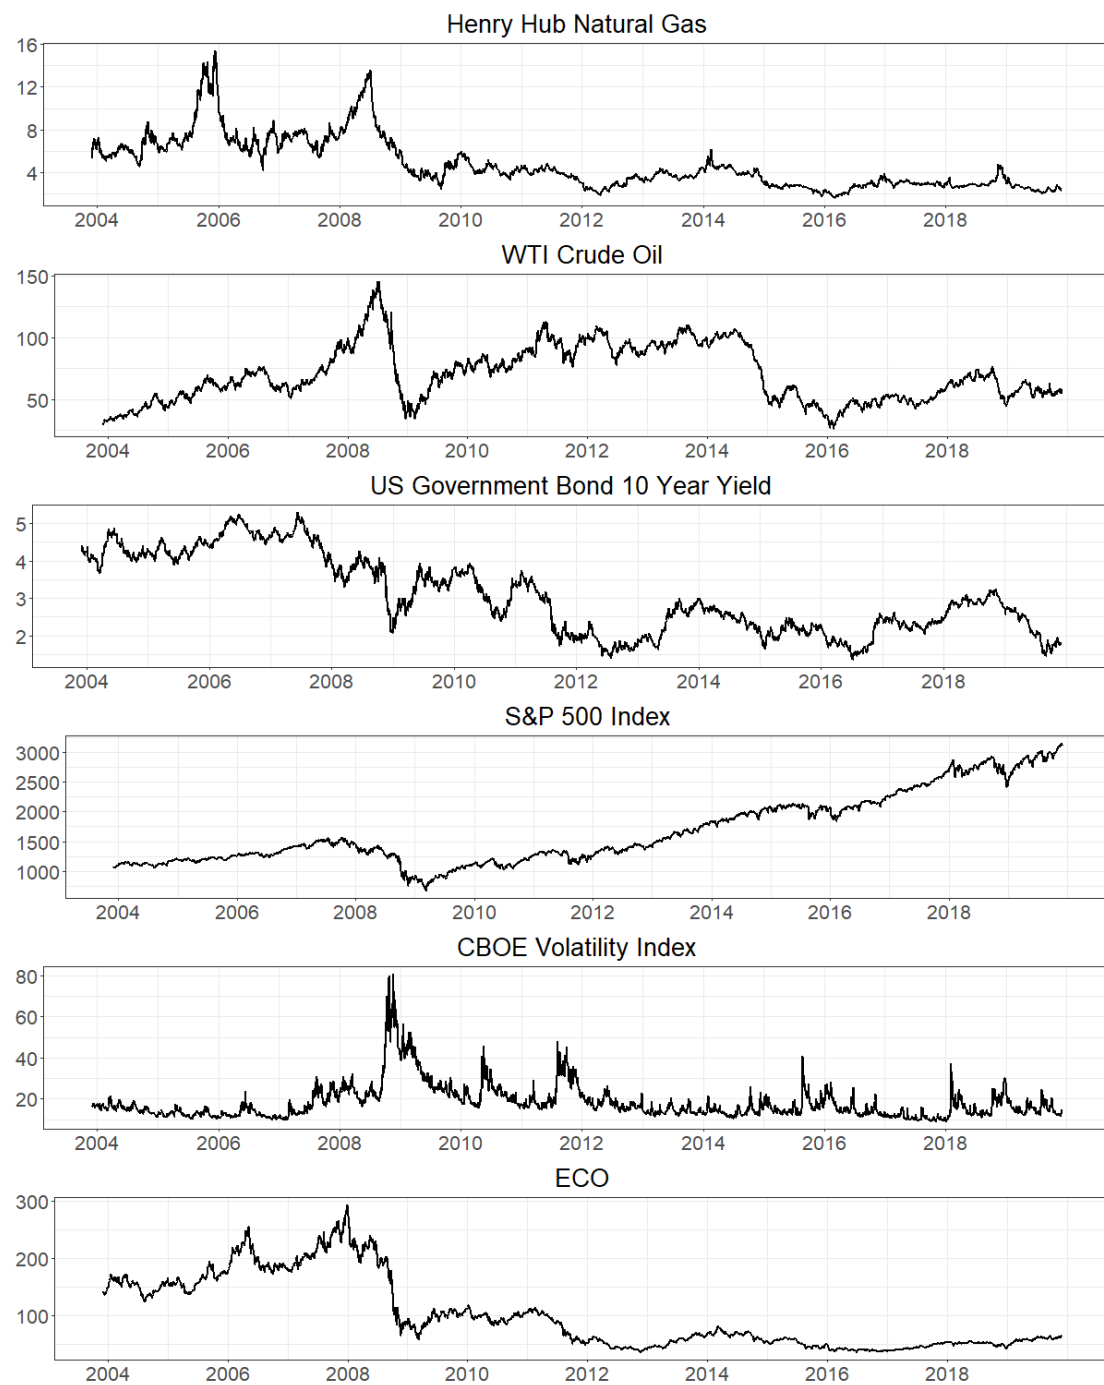 Henry Hub Natural Gas
16
12
8
4
2004 2006 2008 2010 2012 2014 2016 2018
WTI Crude Oil
150
100
50
2004 2006 2008 2010 2012 2014 2016 2018
US Government Bond 10 Year Yield
5
4
3
2
2004 2006 2008 2010 2012 2014 2016 2018
S&P 500 Index
3000
2500
2000
1500
1000
2004 2006 2008 2010 2012 2014 2016 2018
CBOE Volatility Index
80
60
40
20
2004 2006 2008 2010 2012 2014 2016 2018
ECO
300
200
100
2004 2006 2008 2010 2012 2014 2016 2018